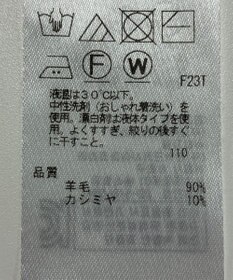 F
W
F23T
液温は30℃以下。
中性洗剤(おしゃれ着洗い)を
使用。漂白剤は液体タイプを使
用。よくすすぎ、絞りの後すぐ
に干すこと。
110
品質
羊毛 90%
カシミヤ 10%